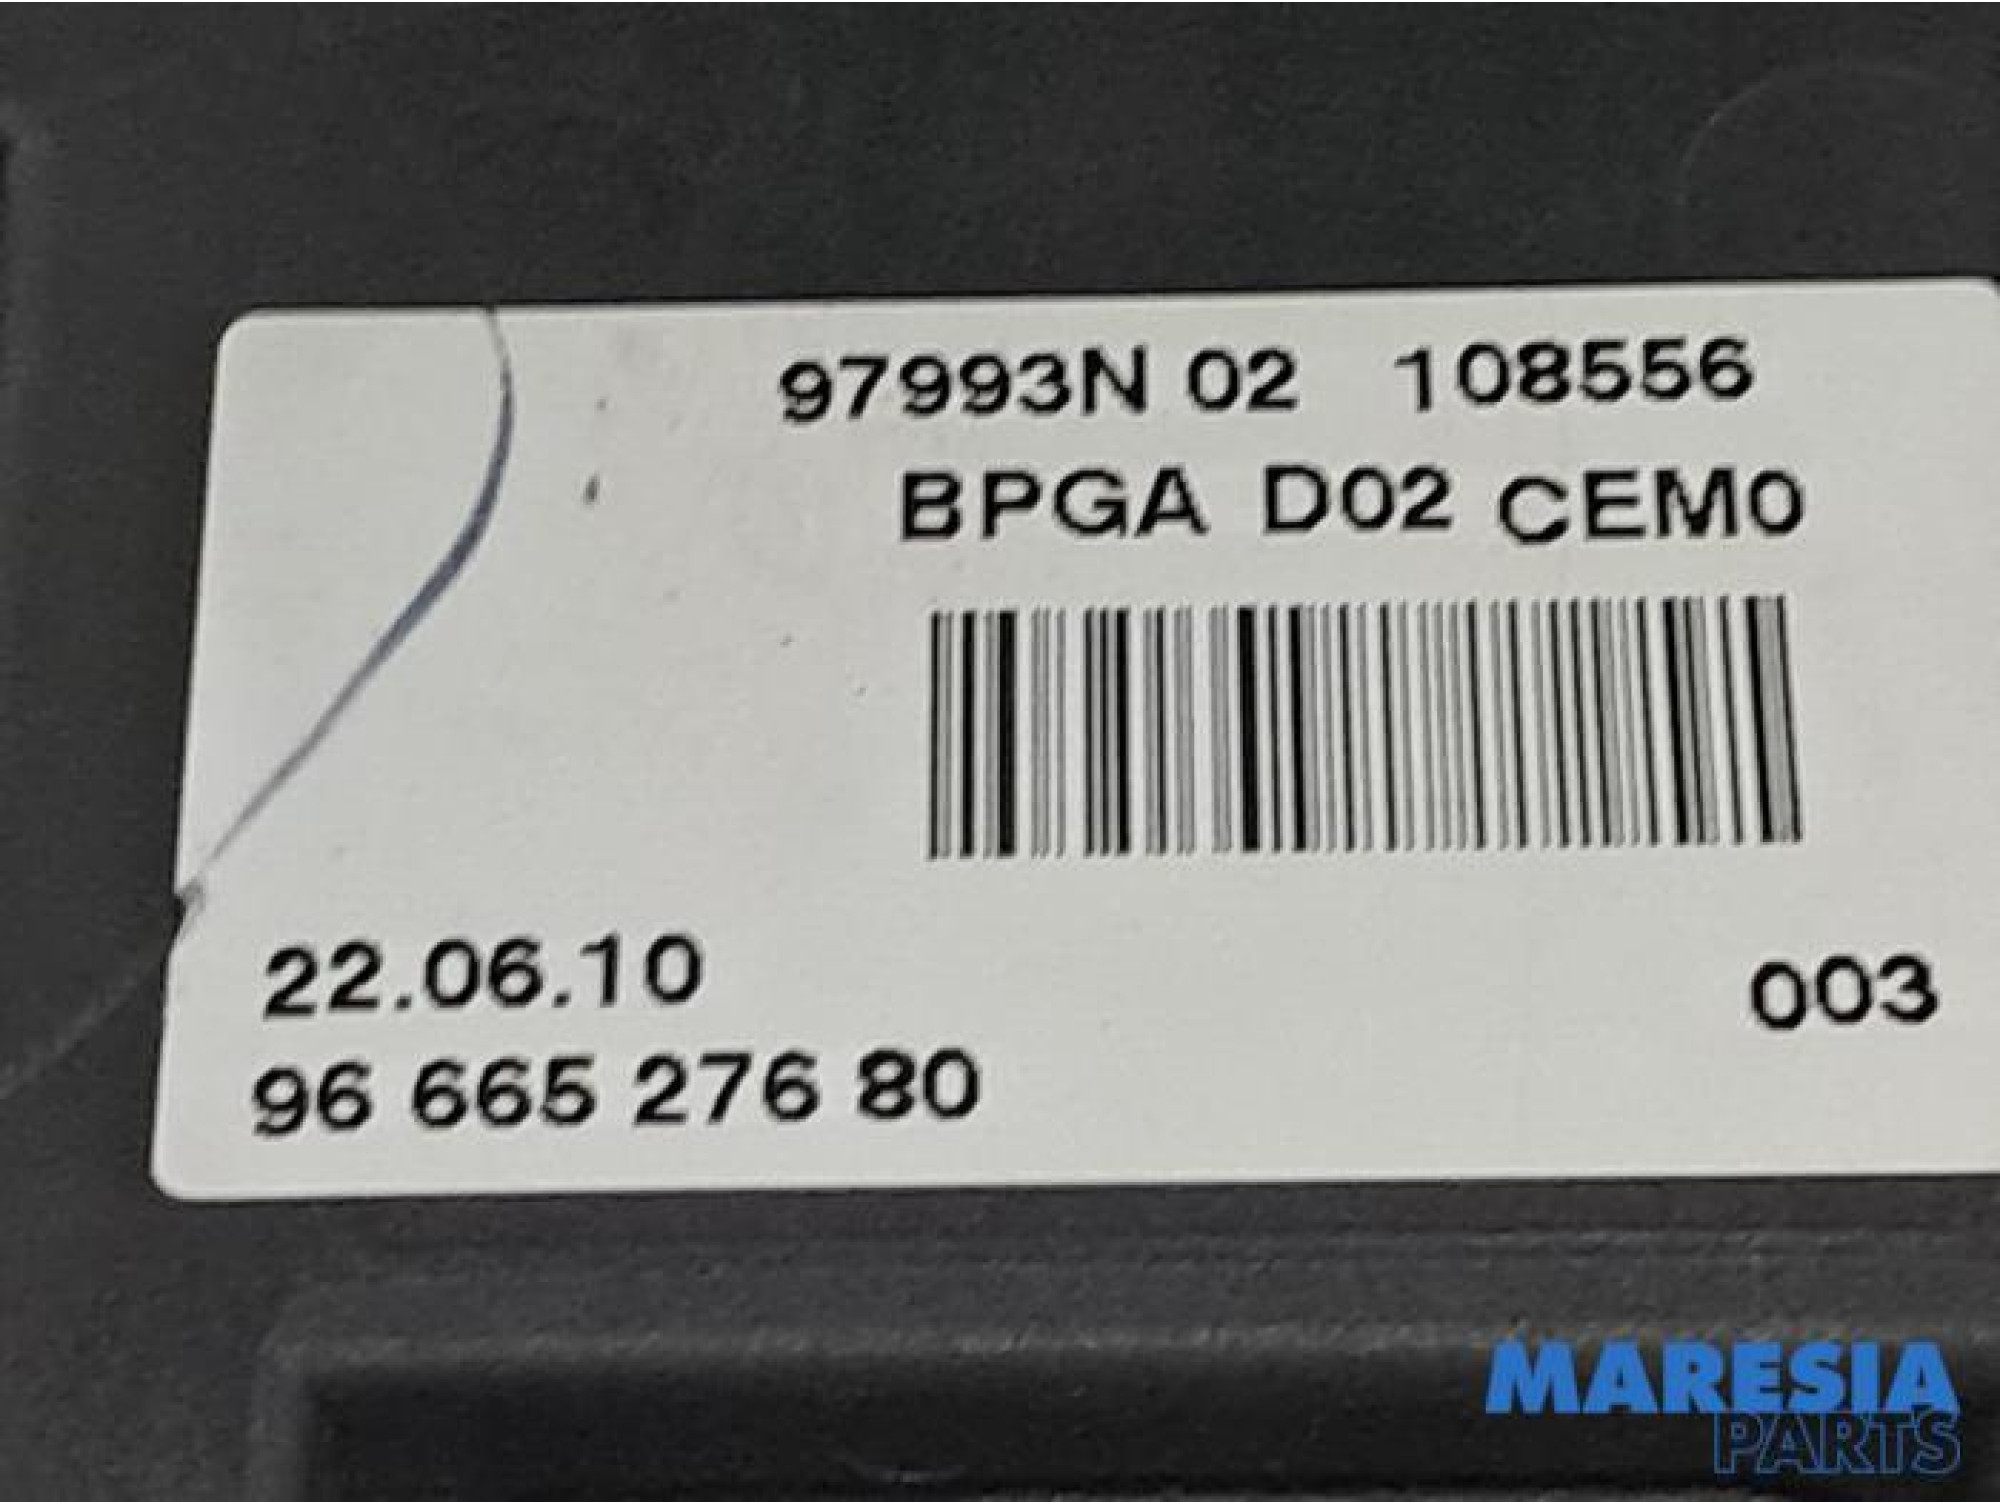 97993N 02 108556
BPGA D02 CEM0
22.06.10
003
96 665 276 80
MARESIA
PARTS